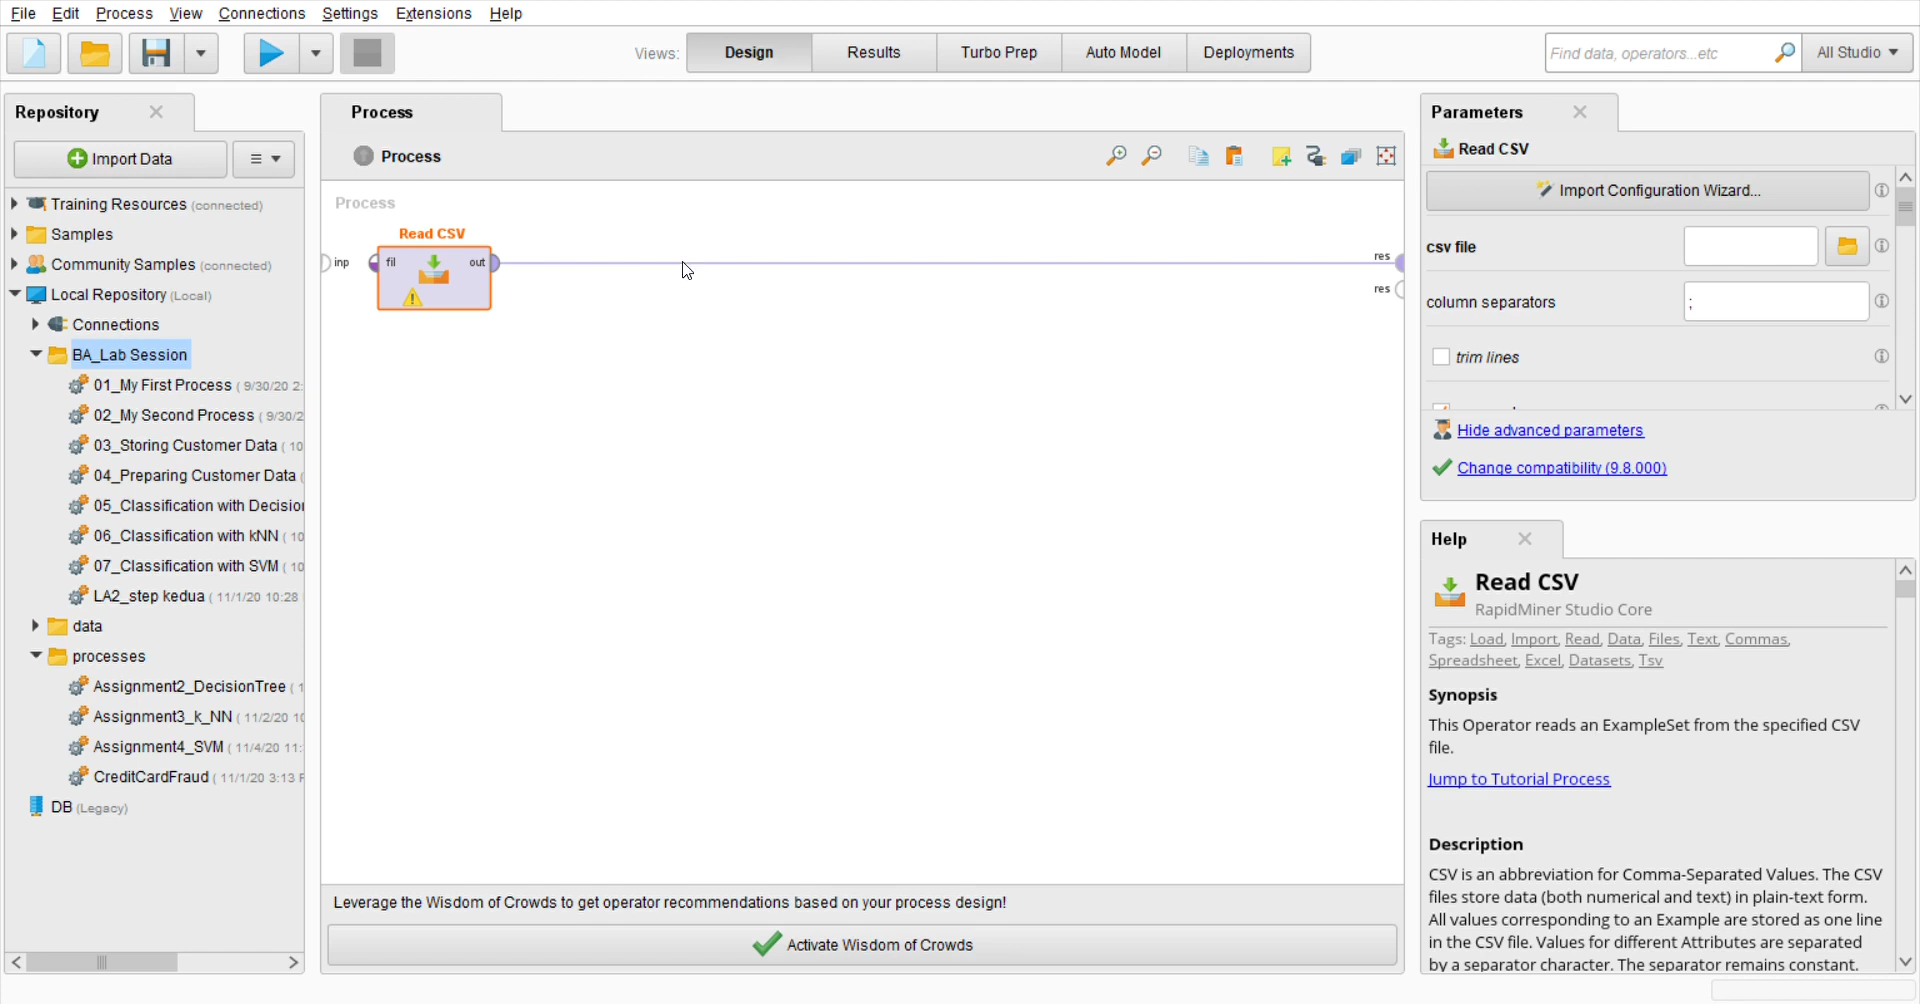 File Edit Process View Connections Settings Extensions Help
Views: Design Results Turbo Prep Auto Model Deployments
Find data, operators...etc
All Studio
Repository
Import Data
Training Resources (connected)
Samples
Community Samples (connected)
Local Repository (Local)
Connections
BA_Lab Session
01_My First Process ( 9/30/20 2:
02_My Second Process ( 9/30/2
03_Storing Customer Data ( 10
04_Preparing Customer Data (
05_Classification with Decision
06_Classification with kNN ( 10
07_Classification with SVM ( 10
LA2_step kedua ( 11/1/20 10:28
data
processes
Assignment2_DecisionTree ( 1
Assignment3_k_NN ( 11/2/20 10
Assignment4_SVM ( 11/4/20 11:
CreditCardFraud ( 11/1/20 3:13 P
DB (Legacy)
Process
Process
Process
Read CSV
inp
fil
out
res
res
Leverage the Wisdom of Crowds to get operator recommendations based on your process design!
Activate Wisdom of Crowds
Parameters
Read CSV
Import Configuration Wizard...
csv file
column separators
;
trim lines
Hide advanced parameters
Change compatibility (9.8.000)
Help
Read CSV
RapidMiner Studio Core
Tags: Load, Import, Read, Data, Files, Text, Commas,
Spreadsheet, Excel, Datasets, Tsv
Synopsis
This Operator reads an ExampleSet from the specified CSV
file.
Jump to Tutorial Process
Description
CSV is an abbreviation for Comma-Separated Values. The CSV
files store data (both numerical and text) in plain-text form.
All values corresponding to an Example are stored as one line
in the CSV file. Values for different Attributes are separated
by a separator character. The separator remains constant.